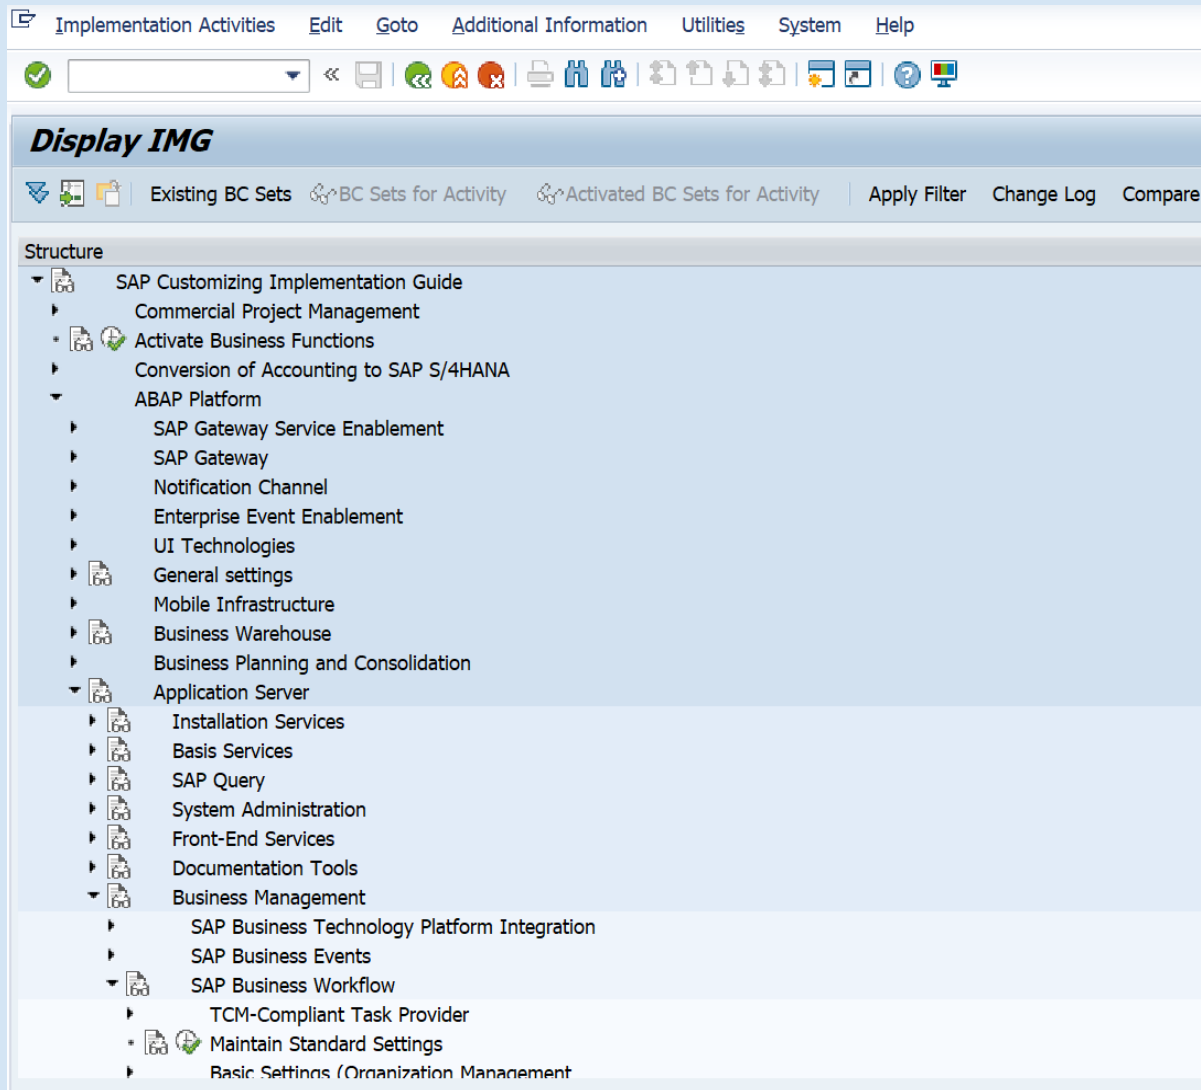 Implementation Activities Edit Goto Additional Information Utilities System Help
Display IMG
Existing BC Sets BC Sets for Activity Activated BC Sets for Activity Apply Filter Change Log Compare
Structure
SAP Customizing Implementation Guide
Commercial Project Management
Activate Business Functions
Conversion of Accounting to SAP S/4HANA
ABAP Platform
SAP Gateway Service Enablement
SAP Gateway
Notification Channel
Enterprise Event Enablement
UI Technologies
General settings
Mobile Infrastructure
Business Warehouse
Business Planning and Consolidation
Application Server
Installation Services
Basis Services
SAP Query
System Administration
Front-End Services
Documentation Tools
Business Management
SAP Business Technology Platform Integration
SAP Business Events
SAP Business Workflow
TCM-Compliant Task Provider
Maintain Standard Settings
Basic Settings (Organization Management